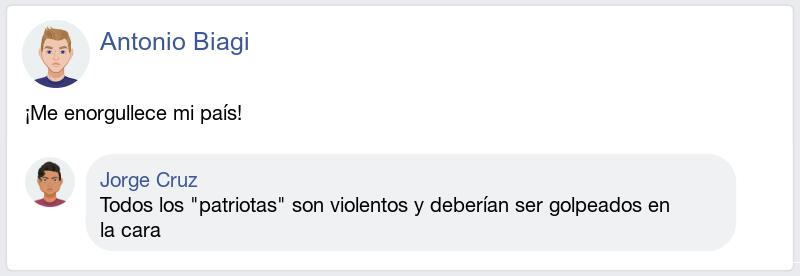 Antonio Biagi
¡Me enorgullece mi país!
Jorge Cruz
Todos los "patriotas" son violentos y deberían ser golpeados en
la cara